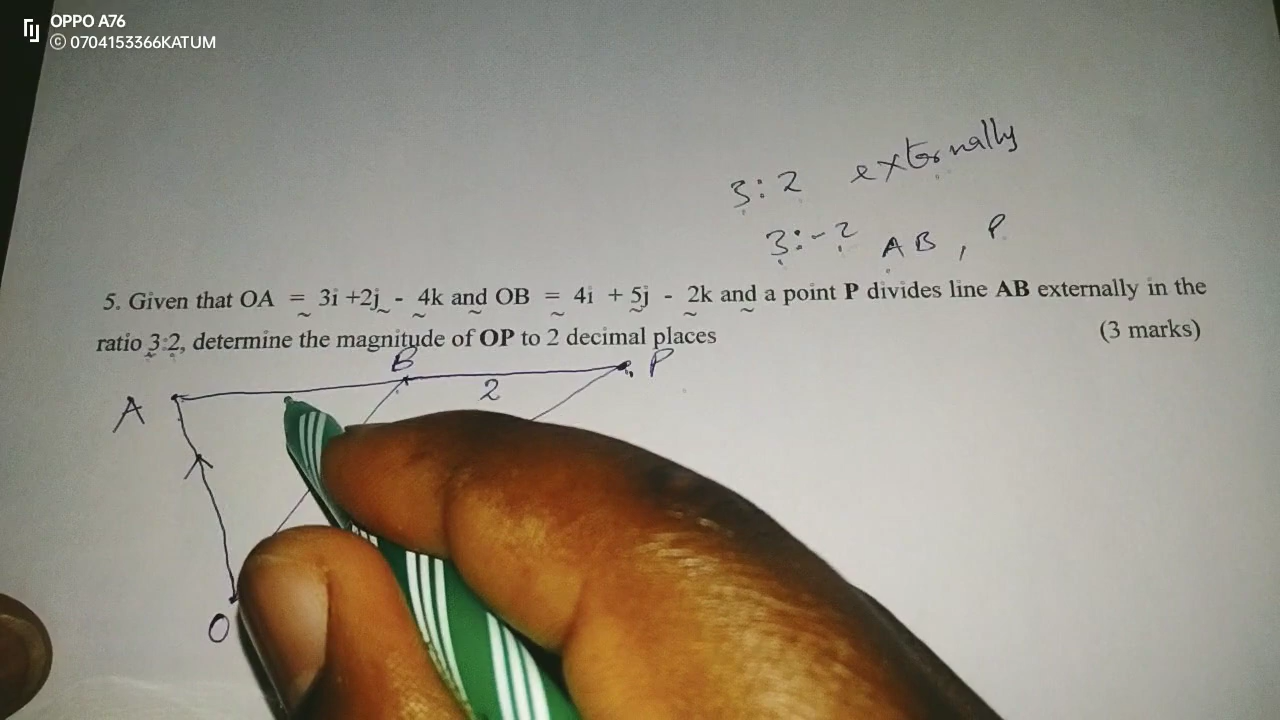 OPPO A76
© 0704153366KATUM
3:2 externally
3:-2 AB, P
5. Given that OA = 3i +2j - 4k and OB = 4i + 5j - 2k and a point P divides line AB externally in the
ratio 3:2, determine the magnitude of OP to 2 decimal places (3 marks)
B P
A 2
O